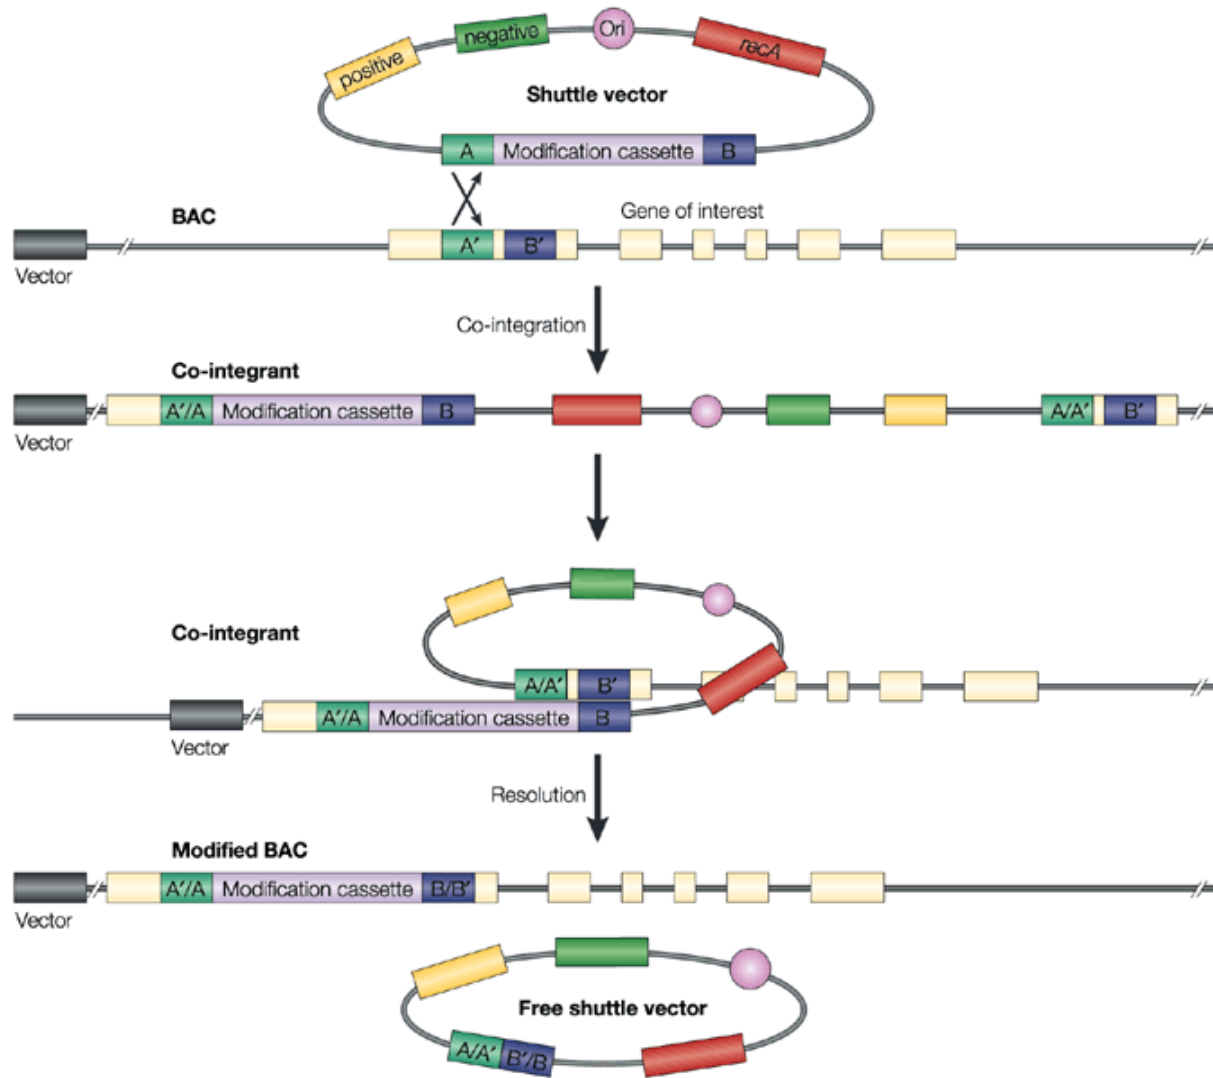 positive
negative
Ori
recA
Shuttle vector
A Modification cassette B
BAC
Gene of interest
A′ B′
Vector
Co-integration
Co-integrant
A′/A Modification cassette B A/A′ B′
Vector
Co-integrant
A/A′ B′
A′/A Modification cassette B
Vector
Resolution
Modified BAC
A′/A Modification cassette B/B′
Vector
Free shuttle vector
A/A′ B′/B